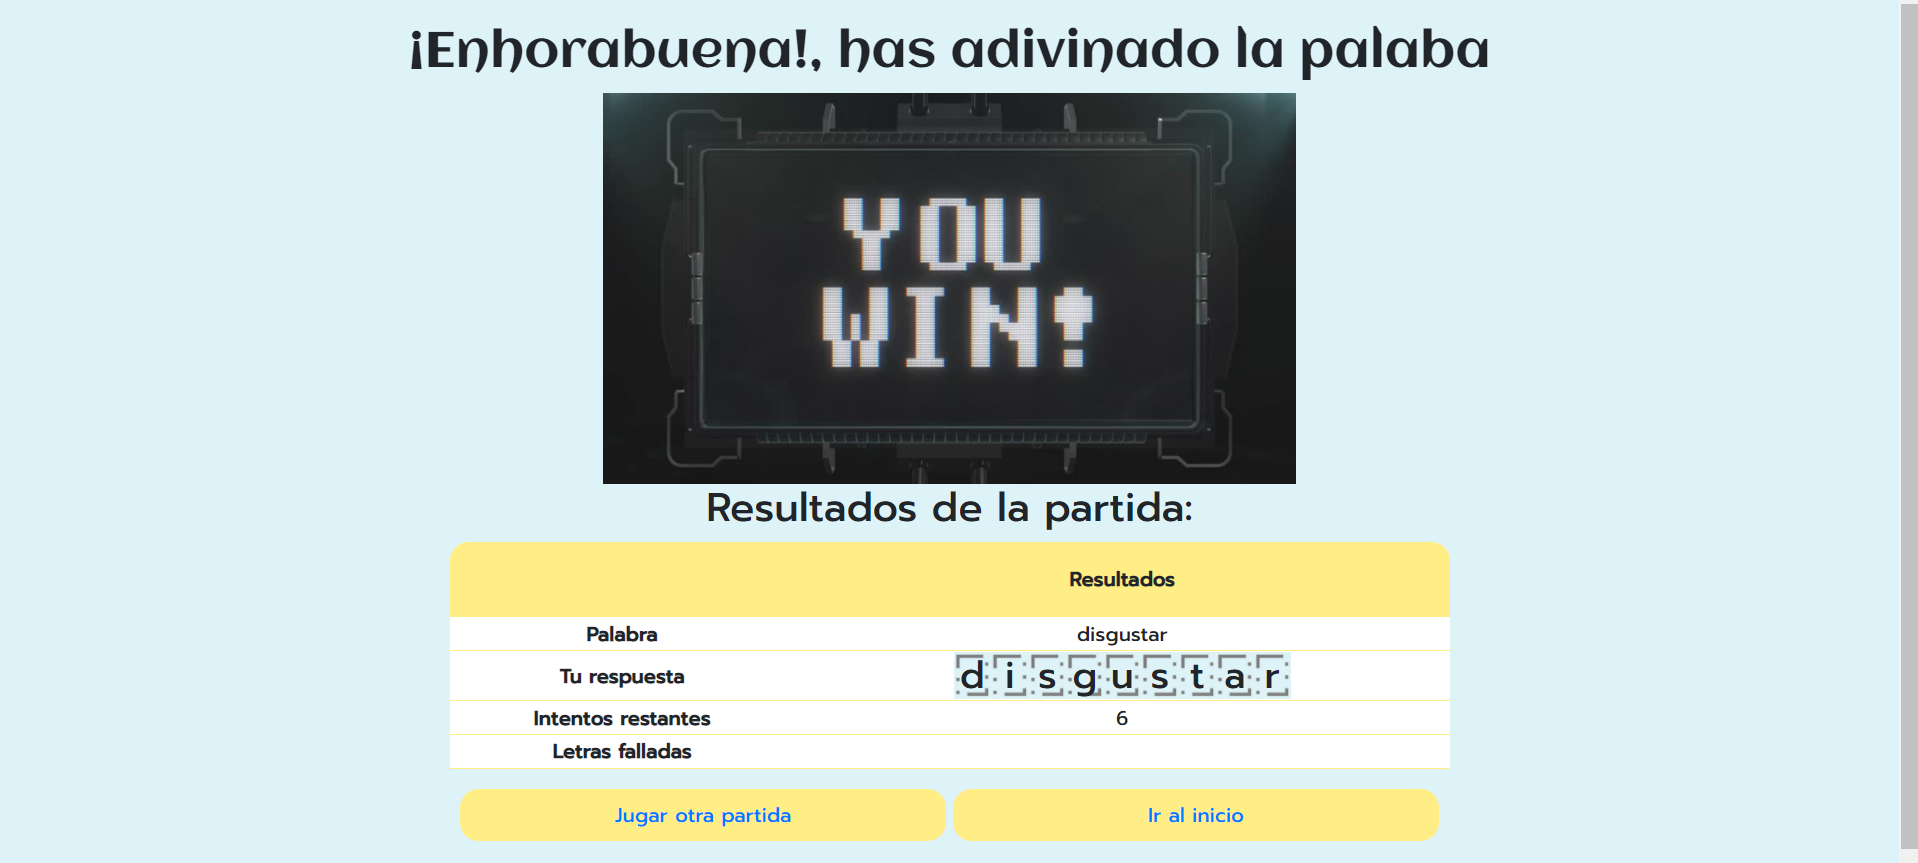 ¡Enhorabuena!, has adivinado la palaba
YOU
WIN!
Resultados de la partida:
Resultados
Palabra disgustar
Tu respuesta d i s g u s t a r
Intentos restantes 6
Letras falladas
Jugar otra partida Ir al inicio